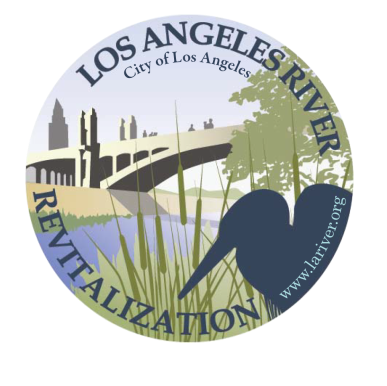 LOS ANGELES RIVER
City of Los Angeles
REVITALIZATION
www.lariver.org